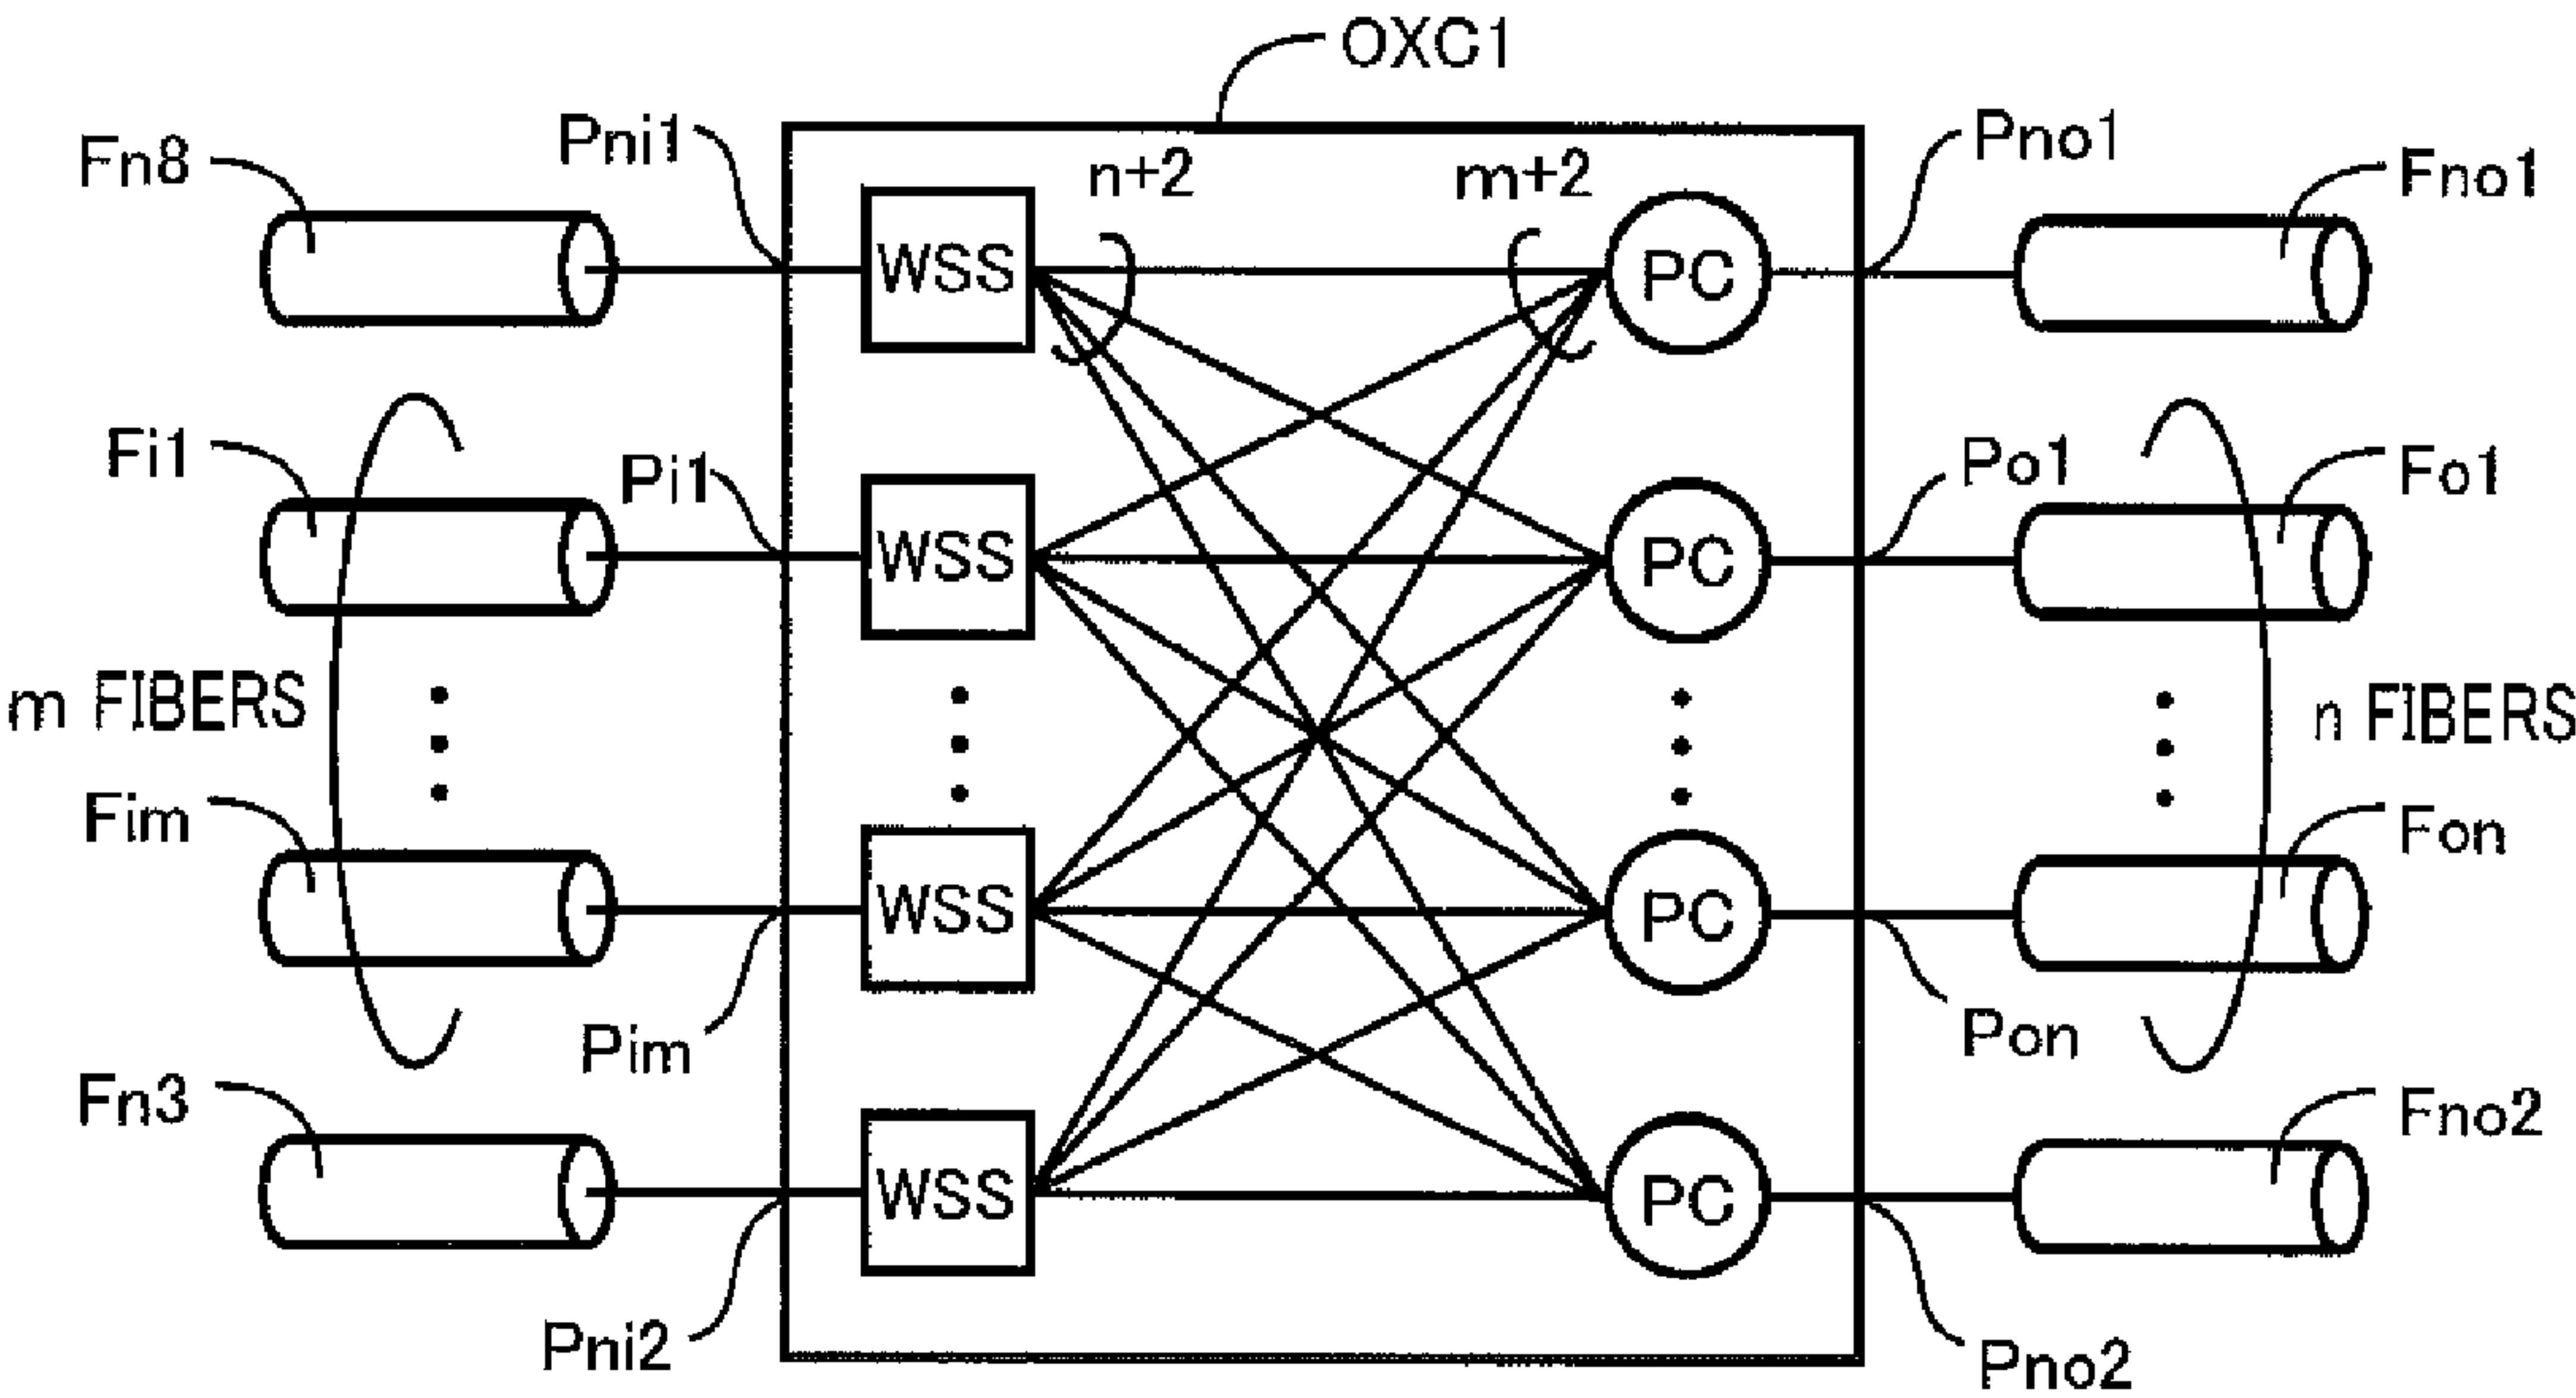 OXC1
Fn8
Pni1
n+2
m+2
Pno1
Fno1
WSS
PC
Fi1
Pi1
Po1
Fo1
WSS
PC
m FIBERS
n FIBERS
Fim
Fon
WSS
PC
Pim
Pon
Fn3
Fno2
WSS
PC
Pni2
Pno2